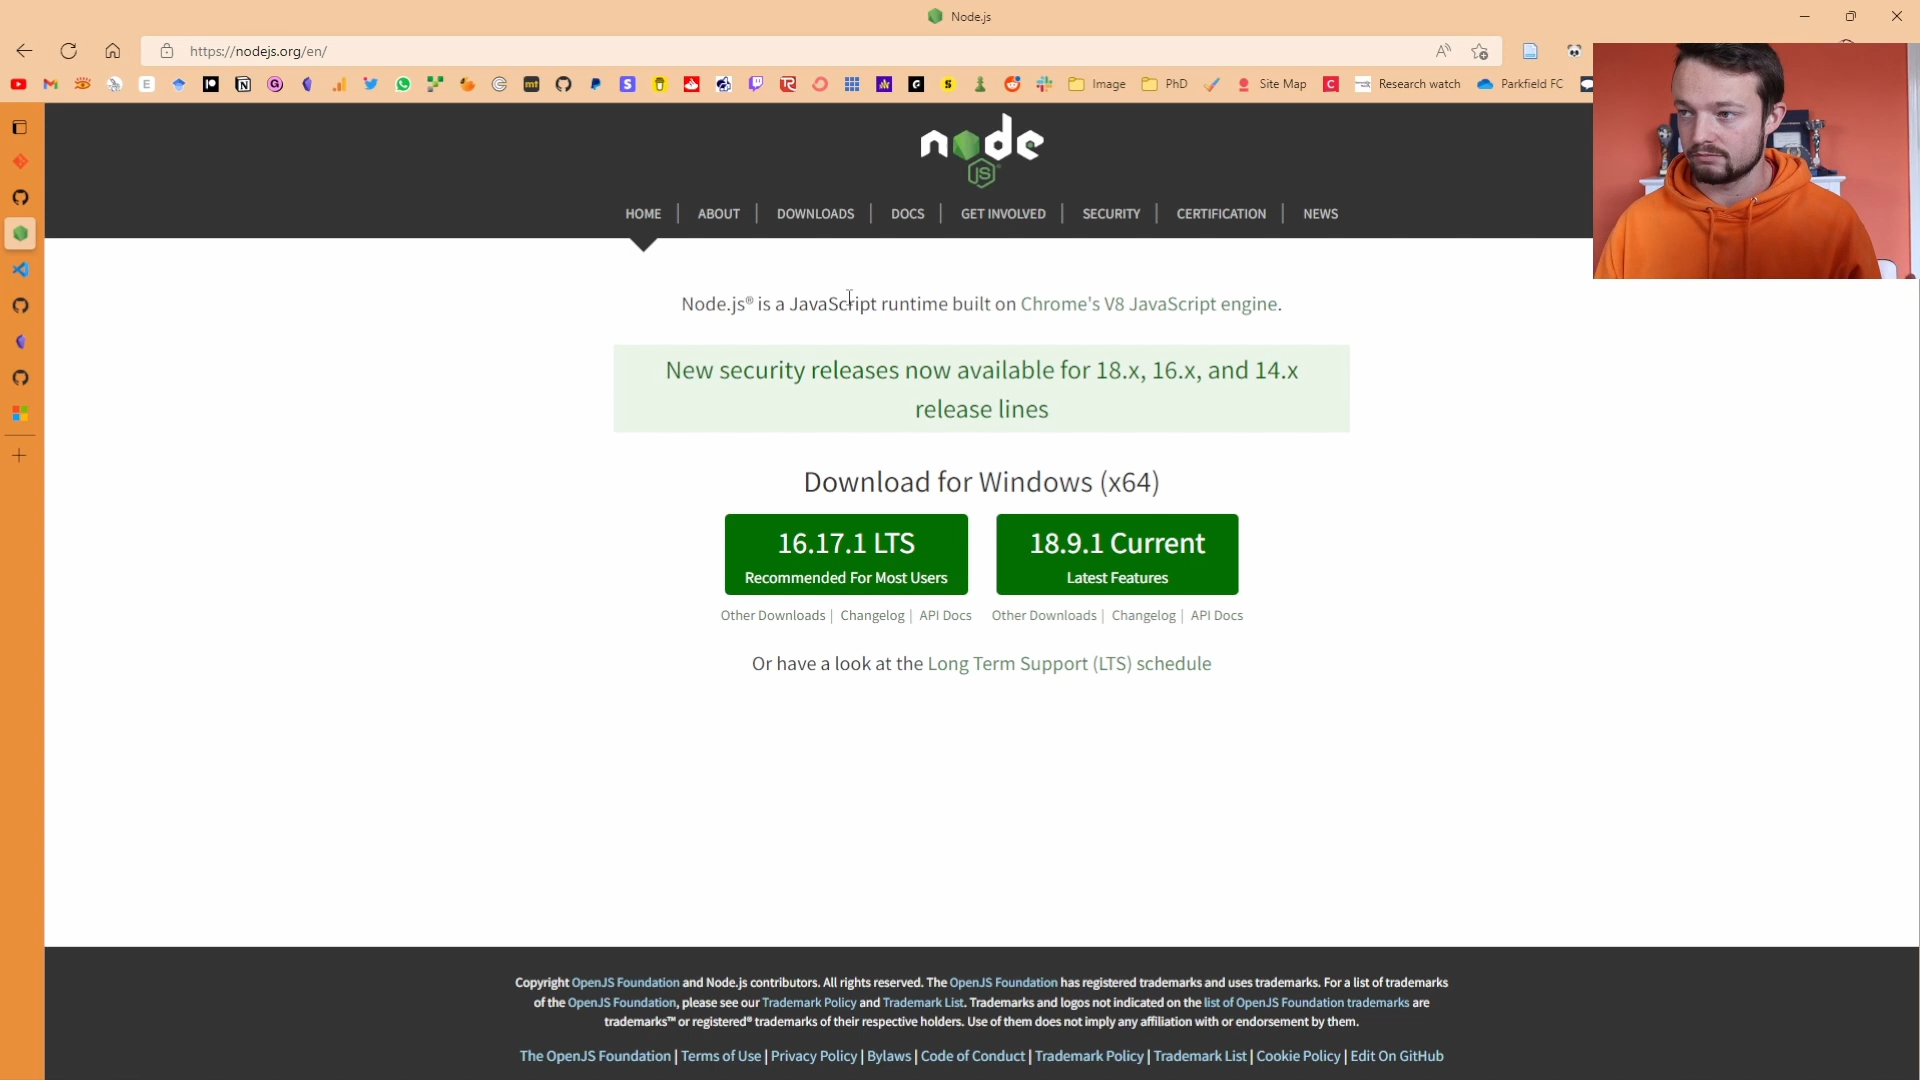 Node.js
https://nodejs.org/en/
Image
PhD
Site Map
Research watch
Parkfield FC
node
JS
HOME | ABOUT | DOWNLOADS | DOCS | GET INVOLVED | SECURITY | CERTIFICATION | NEWS
Node.js® is a JavaScript runtime built on Chrome's V8 JavaScript engine.
New security releases now available for 18.x, 16.x, and 14.x
release lines
Download for Windows (x64)
16.17.1 LTS
Recommended For Most Users
18.9.1 Current
Latest Features
Other Downloads | Changelog | API Docs
Other Downloads | Changelog | API Docs
Or have a look at the Long Term Support (LTS) schedule
Copyright OpenJS Foundation and Node.js contributors. All rights reserved. The OpenJS Foundation has registered trademarks and uses trademarks. For a list of trademarks
of the OpenJS Foundation, please see our Trademark Policy and Trademark List. Trademarks and logos not indicated on the list of OpenJS Foundation trademarks are
trademarks™ or registered® trademarks of their respective holders. Use of them does not imply any affiliation with or endorsement by them.
The OpenJS Foundation | Terms of Use | Privacy Policy | Bylaws | Code of Conduct | Trademark Policy | Trademark List | Cookie Policy | Edit On GitHub